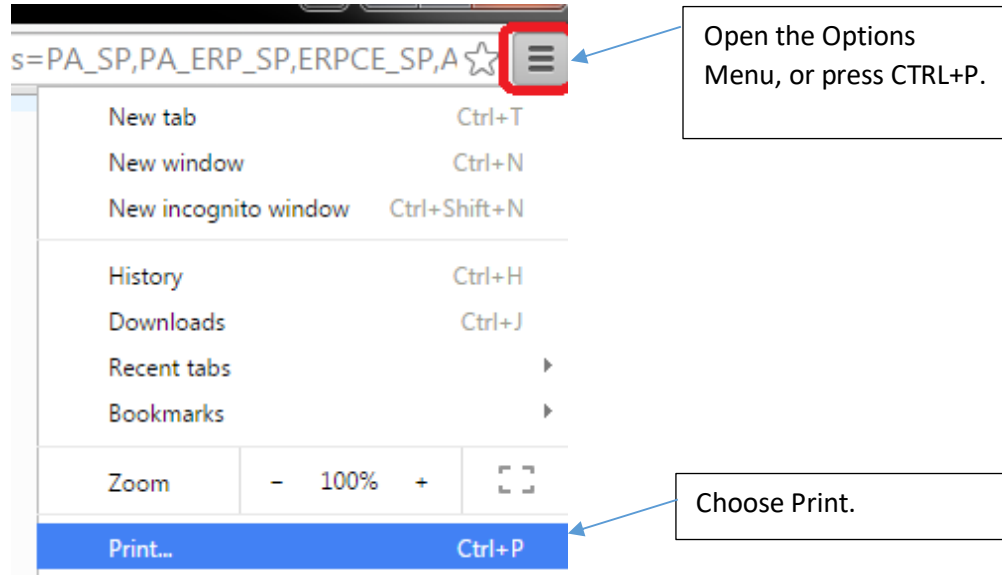 s=PA_SP,PA_ERP_SP,ERPCE_SP,A
Open the Options
Menu, or press CTRL+P.
New tab Ctrl+T
New window Ctrl+N
New incognito window Ctrl+Shift+N
History Ctrl+H
Downloads Ctrl+J
Recent tabs
Bookmarks
Zoom - 100% +
Choose Print.
Print... Ctrl+P